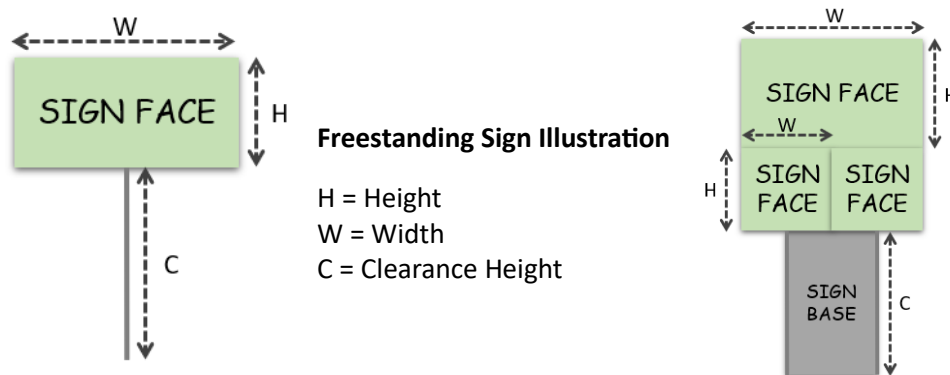 W
SIGN FACE
H
C
Freestanding Sign Illustration
H = Height
W = Width
C = Clearance Height
W
SIGN FACE
H
W
H
SIGN
FACE
SIGN
FACE
SIGN
BASE
C